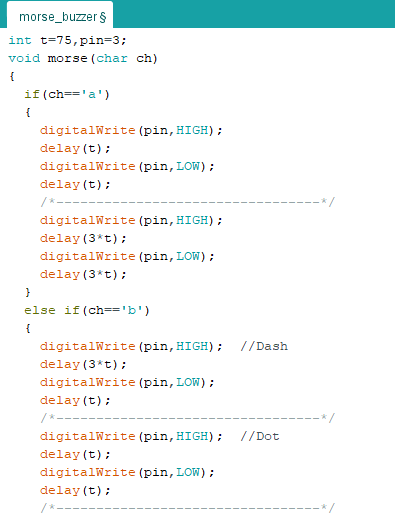 morse_buzzer §
int t=75,pin=3;
void morse(char ch)
{
  if(ch=='a')
  {
    digitalWrite(pin,HIGH);
    delay(t);
    digitalWrite(pin,LOW);
    delay(t);
    /*---------------------------------*/
    digitalWrite(pin,HIGH);
    delay(3*t);
    digitalWrite(pin,LOW);
    delay(3*t);
  }
  else if(ch=='b')
  {
    digitalWrite(pin,HIGH);  //Dash
    delay(3*t);
    digitalWrite(pin,LOW);
    delay(t);
    /*---------------------------------*/
    digitalWrite(pin,HIGH);  //Dot
    delay(t);
    digitalWrite(pin,LOW);
    delay(t);
    /*---------------------------------*/